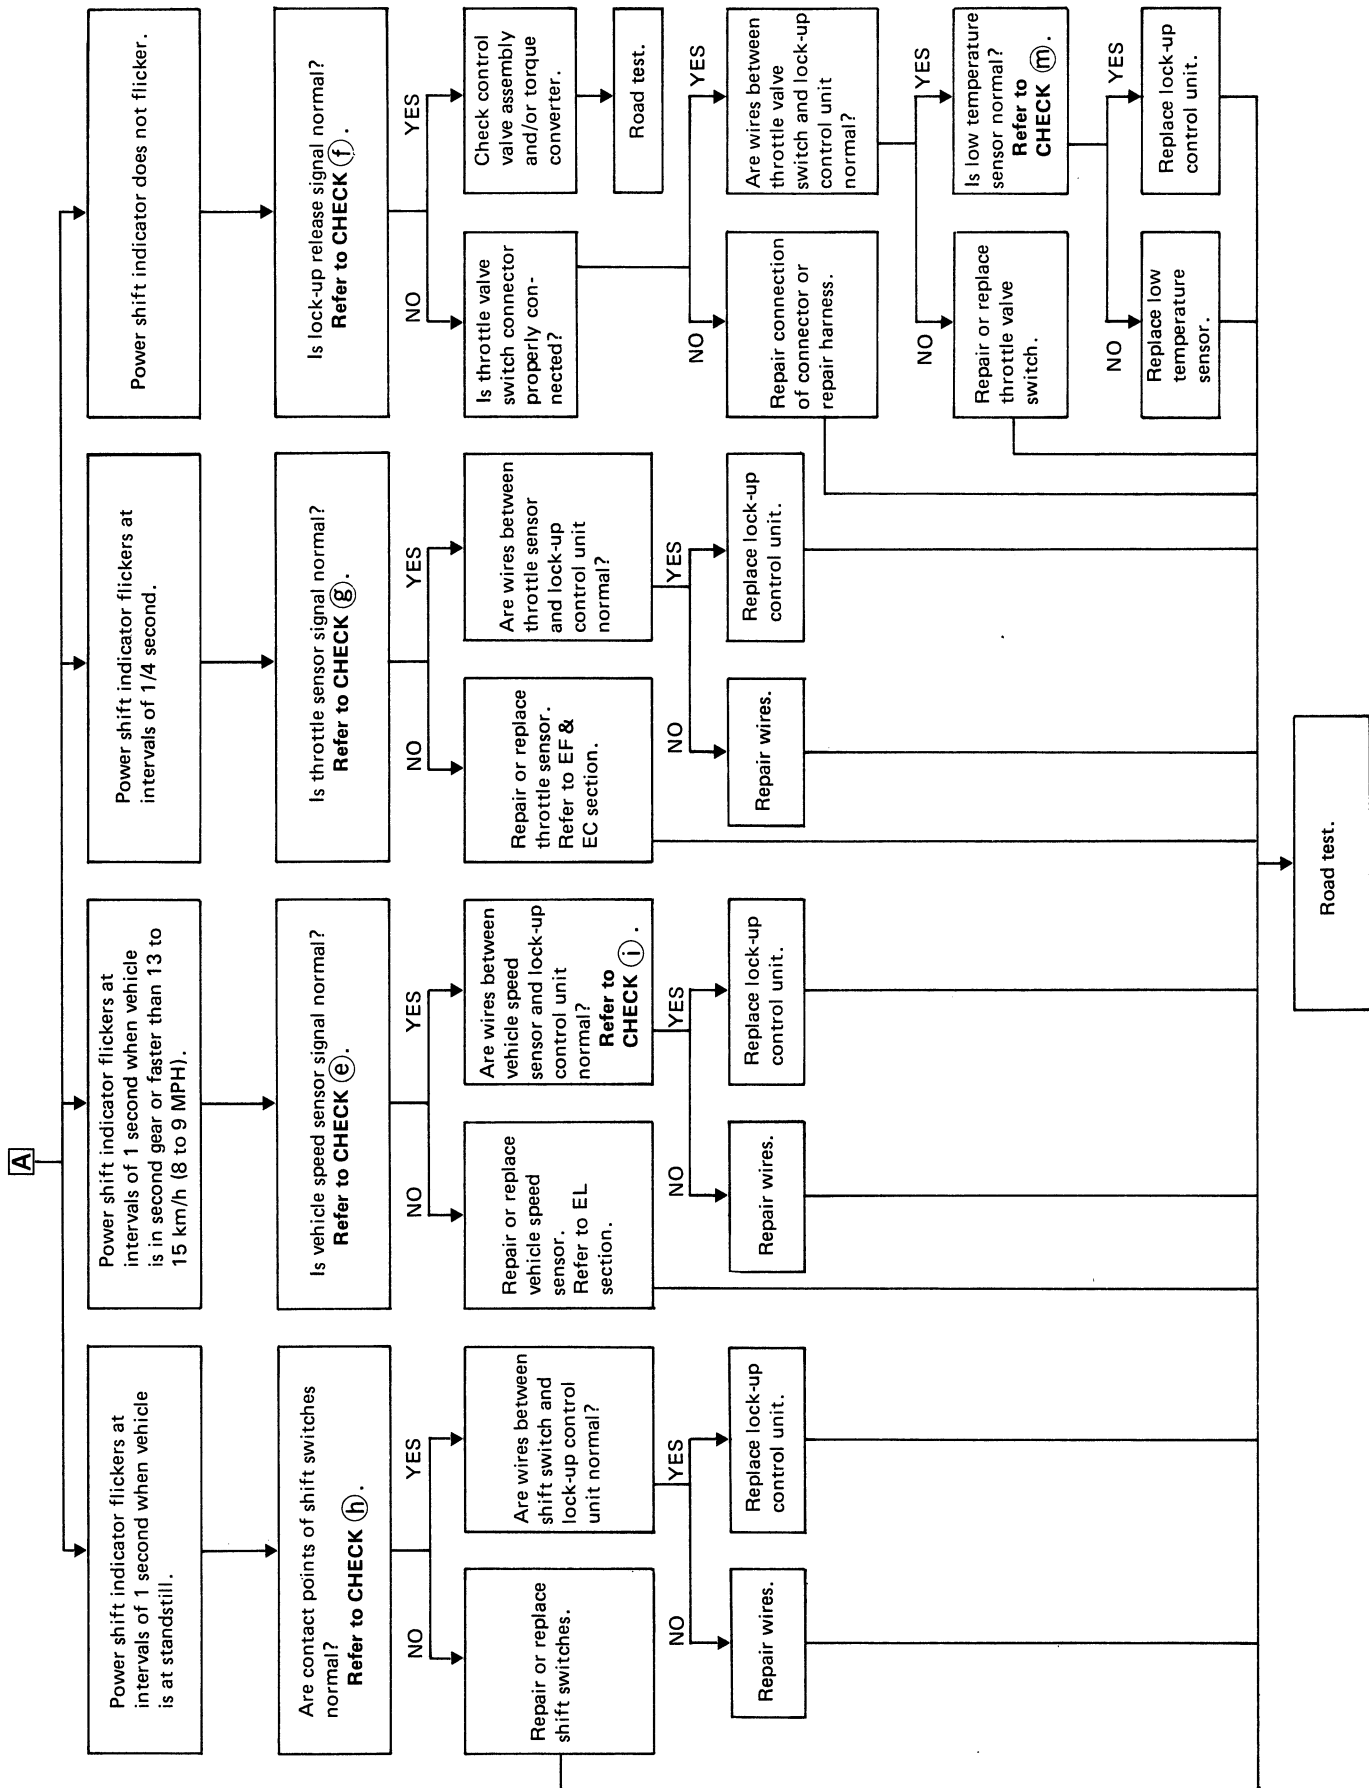 A
Power shift indicator flickers at
intervals of 1 second when vehicle
is at standstill.
Are contact points of shift switches
normal?
Refer to CHECK ⓗ.
NO
YES
Repair or replace
shift switches.
Are wires between
shift switch and
lock-up control
unit normal?
NO
YES
Repair wires.
Replace lock-up
control unit.
Power shift indicator flickers at
intervals of 1 second when vehicle
is in second gear or faster than 13 to
15 km/h (8 to 9 MPH).
Is vehicle speed sensor signal normal?
Refer to CHECK ⓔ.
NO
YES
Repair or replace
vehicle speed
sensor.
Refer to EL
section.
Are wires between
vehicle speed
sensor and lock-up
control unit
normal?
Refer to
CHECK ⓘ.
NO
YES
Repair wires.
Replace lock-up
control unit.
Power shift indicator flickers at
intervals of 1/4 second.
Is throttle sensor signal normal?
Refer to CHECK ⓖ.
NO
YES
Repair or replace
throttle sensor.
Refer to EF &
EC section.
Are wires between
throttle sensor
and lock-up
control unit
normal?
NO
YES
Repair wires.
Replace lock-up
control unit.
Power shift indicator does not flicker.
Is lock-up release signal normal?
Refer to CHECK ⓕ.
NO
YES
Is throttle valve
switch connector
properly con-
nected?
Check control
valve assembly
and/or torque
converter.
Road test.
NO
YES
Repair connection
of connector or
repair harness.
Are wires between
throttle valve
switch and lock-up
control unit
normal?
NO
YES
Repair or replace
throttle valve
switch.
Is low temperature
sensor normal?
Refer to
CHECK ⓜ.
NO
YES
Replace low
temperature
sensor.
Replace lock-up
control unit.
Road test.